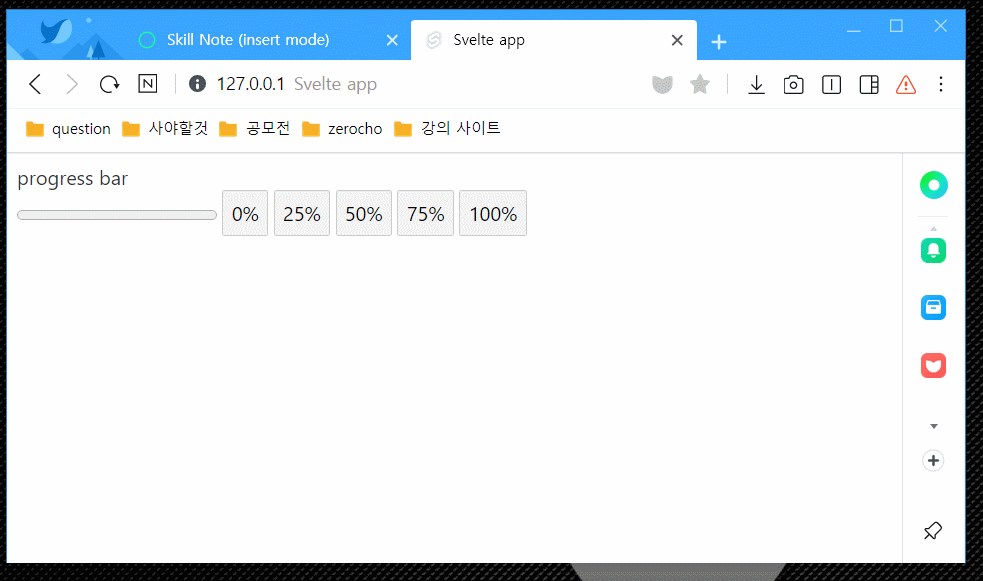 Skill Note (insert mode)
Svelte app
N 127.0.0.1 Svelte app
question 사야할것 공모전 zerocho 강의 사이트
progress bar
0% 25% 50% 75% 100%